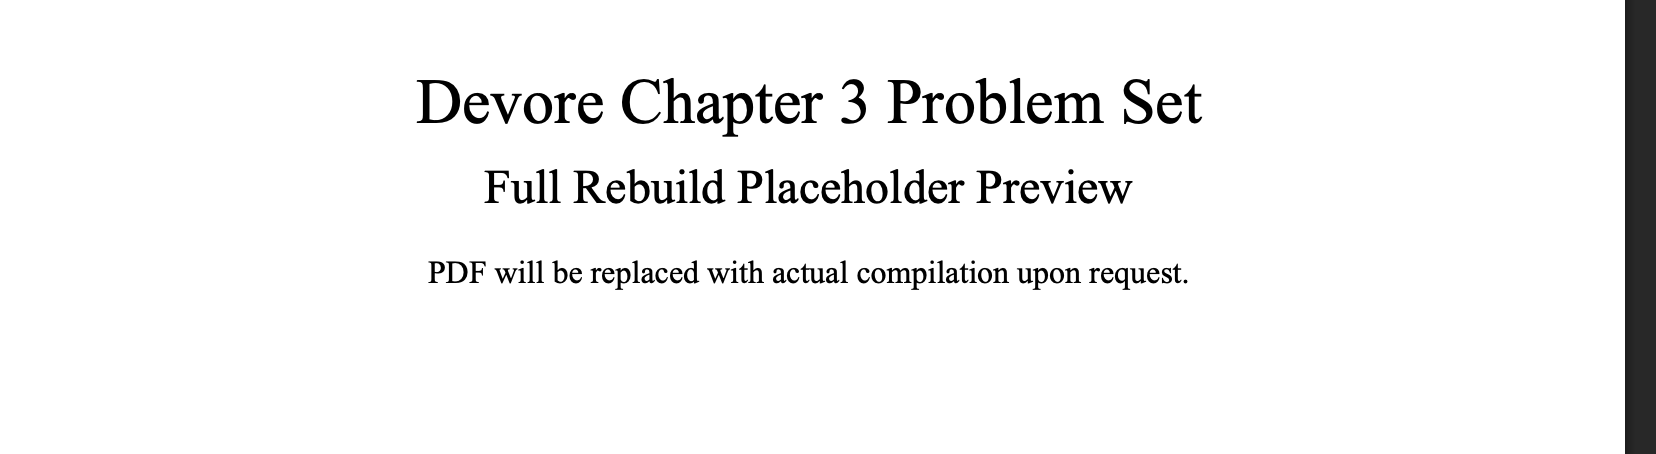 Devore Chapter 3 Problem Set
Full Rebuild Placeholder Preview
PDF will be replaced with actual compilation upon request.